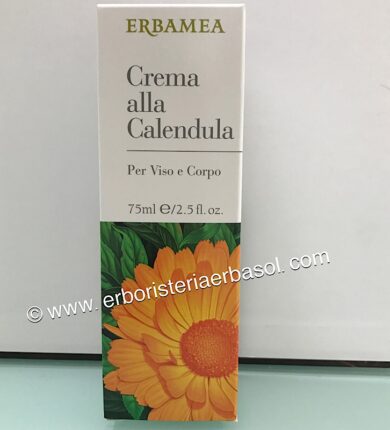 ERBAMEA
Crema
alla
Calendula
Per Viso e Corpo
75ml ℮/2.5 fl. oz.
© www. erboristeriaerbasol. com